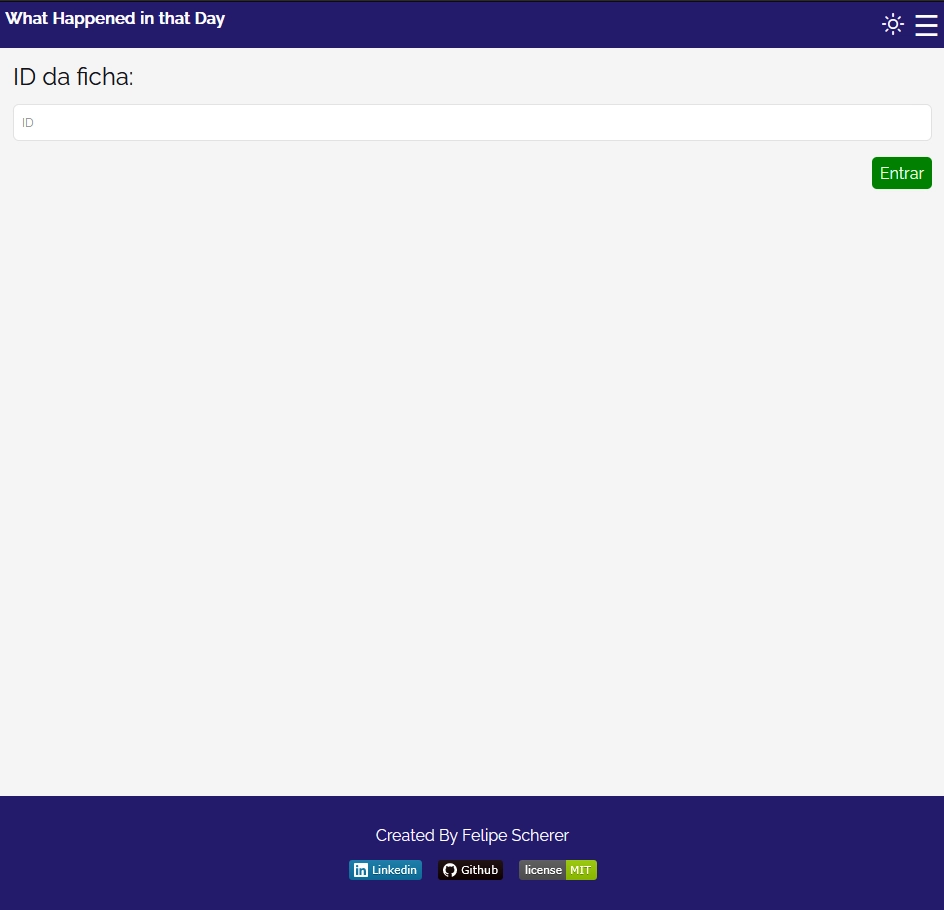 What Happened in that Day
ID da ficha:
ID
Entrar
Created By Felipe Scherer
Linkedin Github license MIT